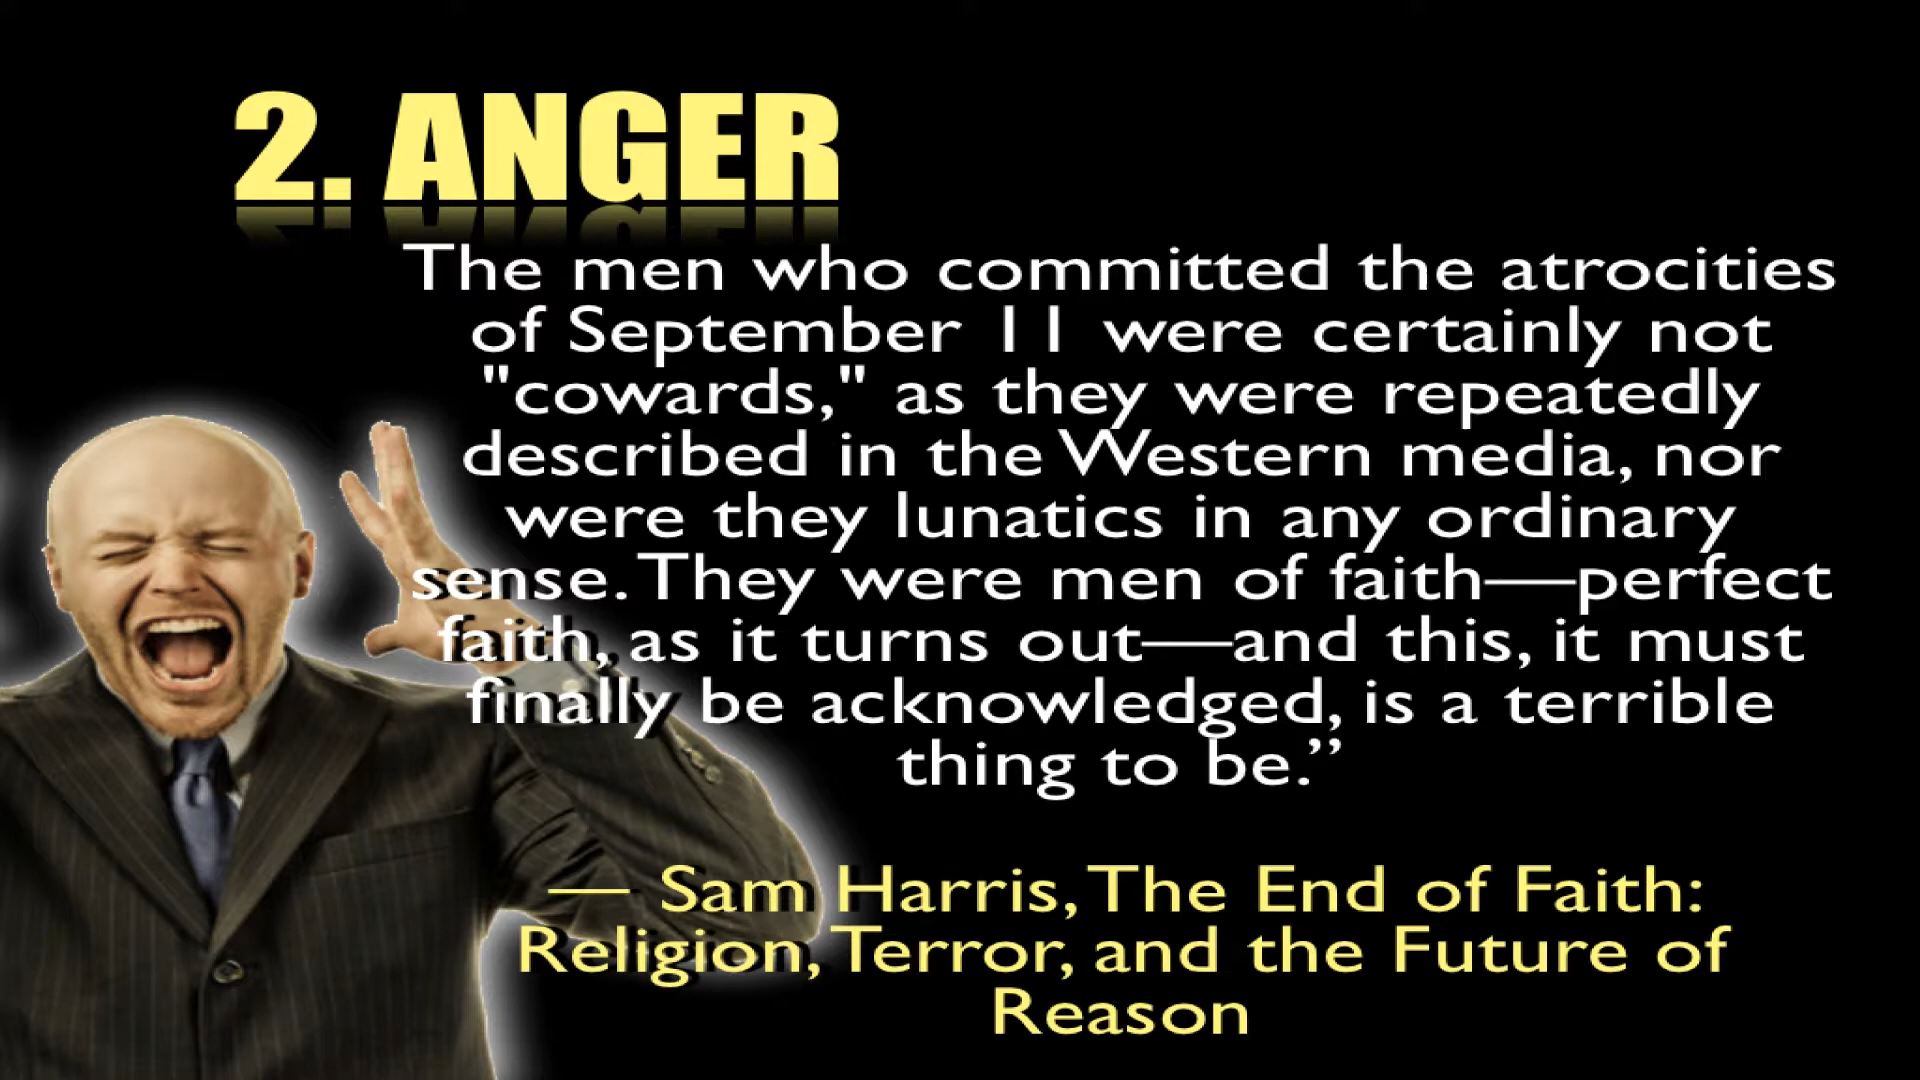 2. ANGER
The men who committed the atrocities
of September 11 were certainly not
"cowards," as they were repeatedly
described in the Western media, nor
were they lunatics in any ordinary
sense. They were men of faith—perfect
faith, as it turns out—and this, it must
finally be acknowledged, is a terrible
thing to be.”
— Sam Harris, The End of Faith:
Religion, Terror, and the Future of
Reason